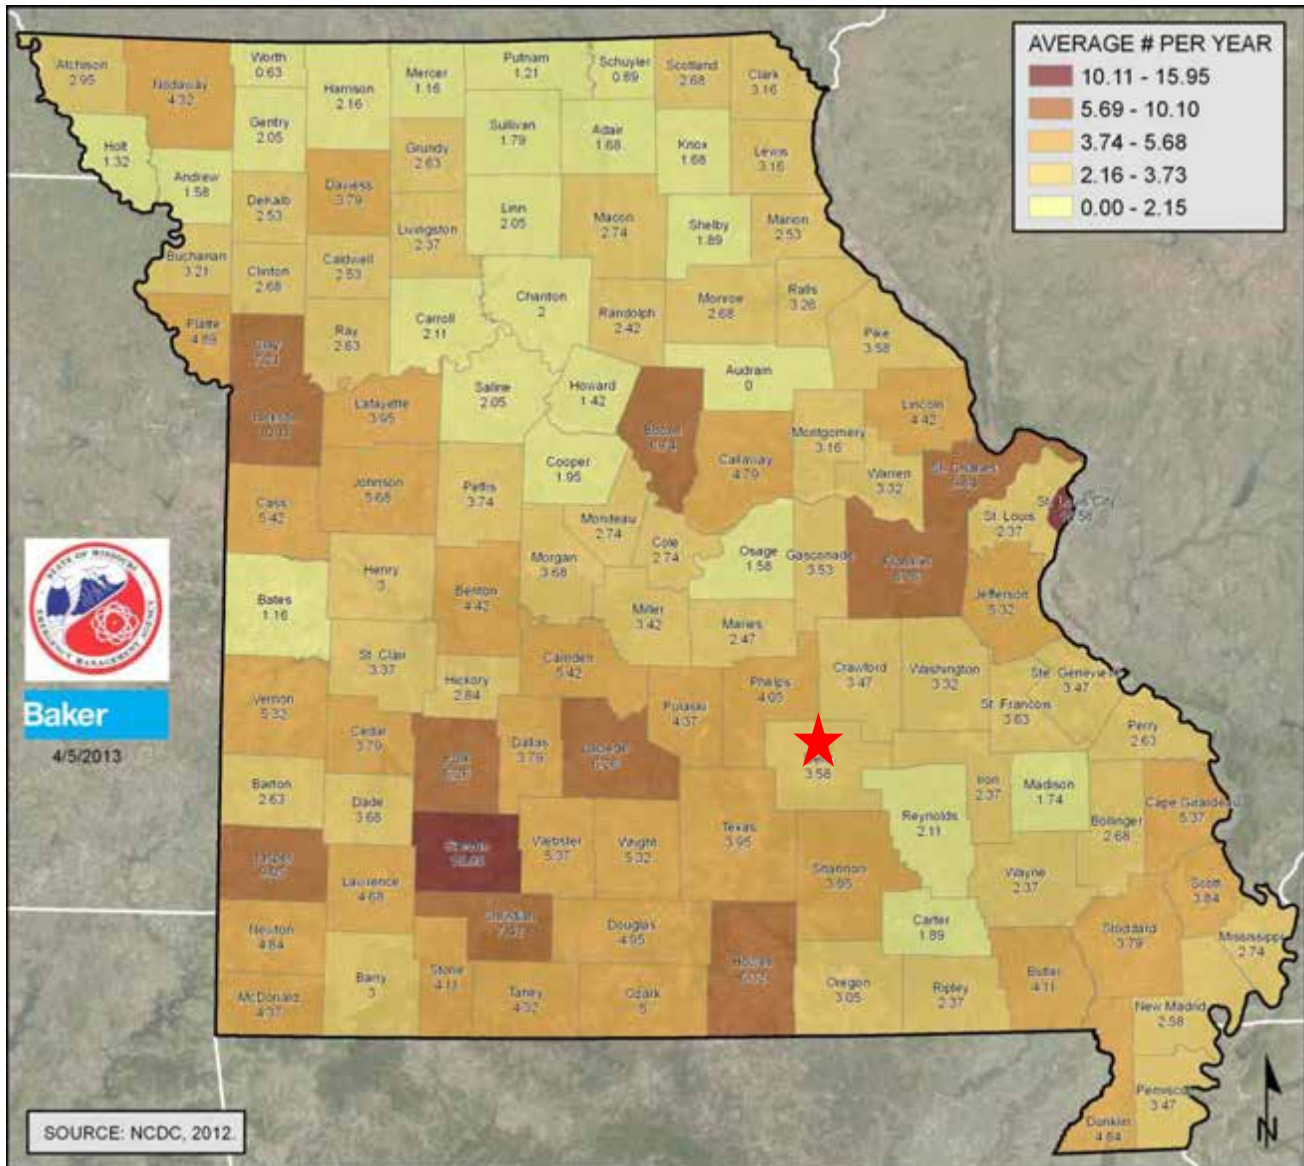 AVERAGE # PER YEAR
10.11 - 15.95
5.69 - 10.10
3.74 - 5.68
2.16 - 3.73
0.00 - 2.15
Atchison
2.95
Nodaway
4.32
Worth
0.63
Harrison
2.16
Mercer
1.16
Putnam
1.21
Schuyler
0.69
Scotland
2.68
Clark
3.16
Gentry
2.05
Sullivan
1.79
Adair
1.68
Knox
1.68
Lewis
3.16
Holt
1.32
Andrew
1.58
Dekalb
2.53
Daviess
3.79
Grundy
2.63
Livingston
2.37
Linn
2.05
Macon
2.74
Shelby
1.89
Marion
2.53
Buchanan
3.21
Clinton
2.68
Caldwell
2.53
Chariton
2
Randolph
2.42
Monroe
2.68
Ralls
3.26
Pike
3.58
Platte
4.89
Ray
2.63
Carroll
2.11
Audrain
0
Lafayette
3.95
Saline
2.05
Howard
1.42
Boone
Callaway
4.79
Montgomery
3.16
Lincoln
4.42
Warren
3.32
St. Charles
Cass
5.42
Johnson
5.68
Pettis
3.74
Cooper
1.95
Moniteau
2.74
Cole
2.74
Osage
1.58
Gasconade
3.53
Franklin
St. Louis
2.37
St. Louis City
Jefferson
5.32
Bates
1.16
Henry
3
Benton
4.42
Morgan
3.68
Miller
3.42
Maries
2.47
St. Clair
3.37
Hickory
2.84
Camden
5.42
Pulaski
4.37
Phelps
4.05
Crawford
3.47
Washington
3.32
Ste. Genevieve
3.47
St. Francois
3.63
Perry
2.63
Vernon
5.32
Cedar
3.79
Dallas
3.79
3.58
Iron
2.37
Madison
1.74
Barton
2.63
Dade
3.68
Reynolds
2.11
Bollinger
2.68
Cape Girardeau
5.37
Webster
5.37
Wright
5.32
Texas
3.95
Shannon
3.95
Wayne
2.37
Lawrence
4.68
Christian
Douglas
4.95
Howell
Carter
1.89
Scott
3.84
Stoddard
3.79
Mississippi
2.74
Newton
4.84
Barry
3
Stone
4.11
Taney
4.32
Ozark
5
Oregon
3.05
Ripley
2.37
Butler
4.11
McDonald
4.37
New Madrid
2.58
Pemiscot
3.47
Dunklin
4.84
STATE OF MISSOURI
EMERGENCY MANAGEMENT AGENCY
Baker
4/5/2013
SOURCE: NCDC, 2012.
N